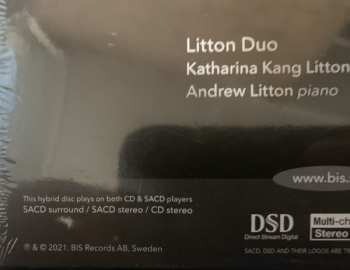 Litton Duo
Katharina Kang Litton
Andrew Litton piano
www.bis.
This hybrid disc plays on both CD & SACD players
SACD surround / SACD stereo / CD stereo
DSD
Direct Stream Digital
Multi-ch
Stereo
℗ & © 2021, BIS Records AB, Sweden
SACD, DSD AND THEIR LOGOS ARE TR